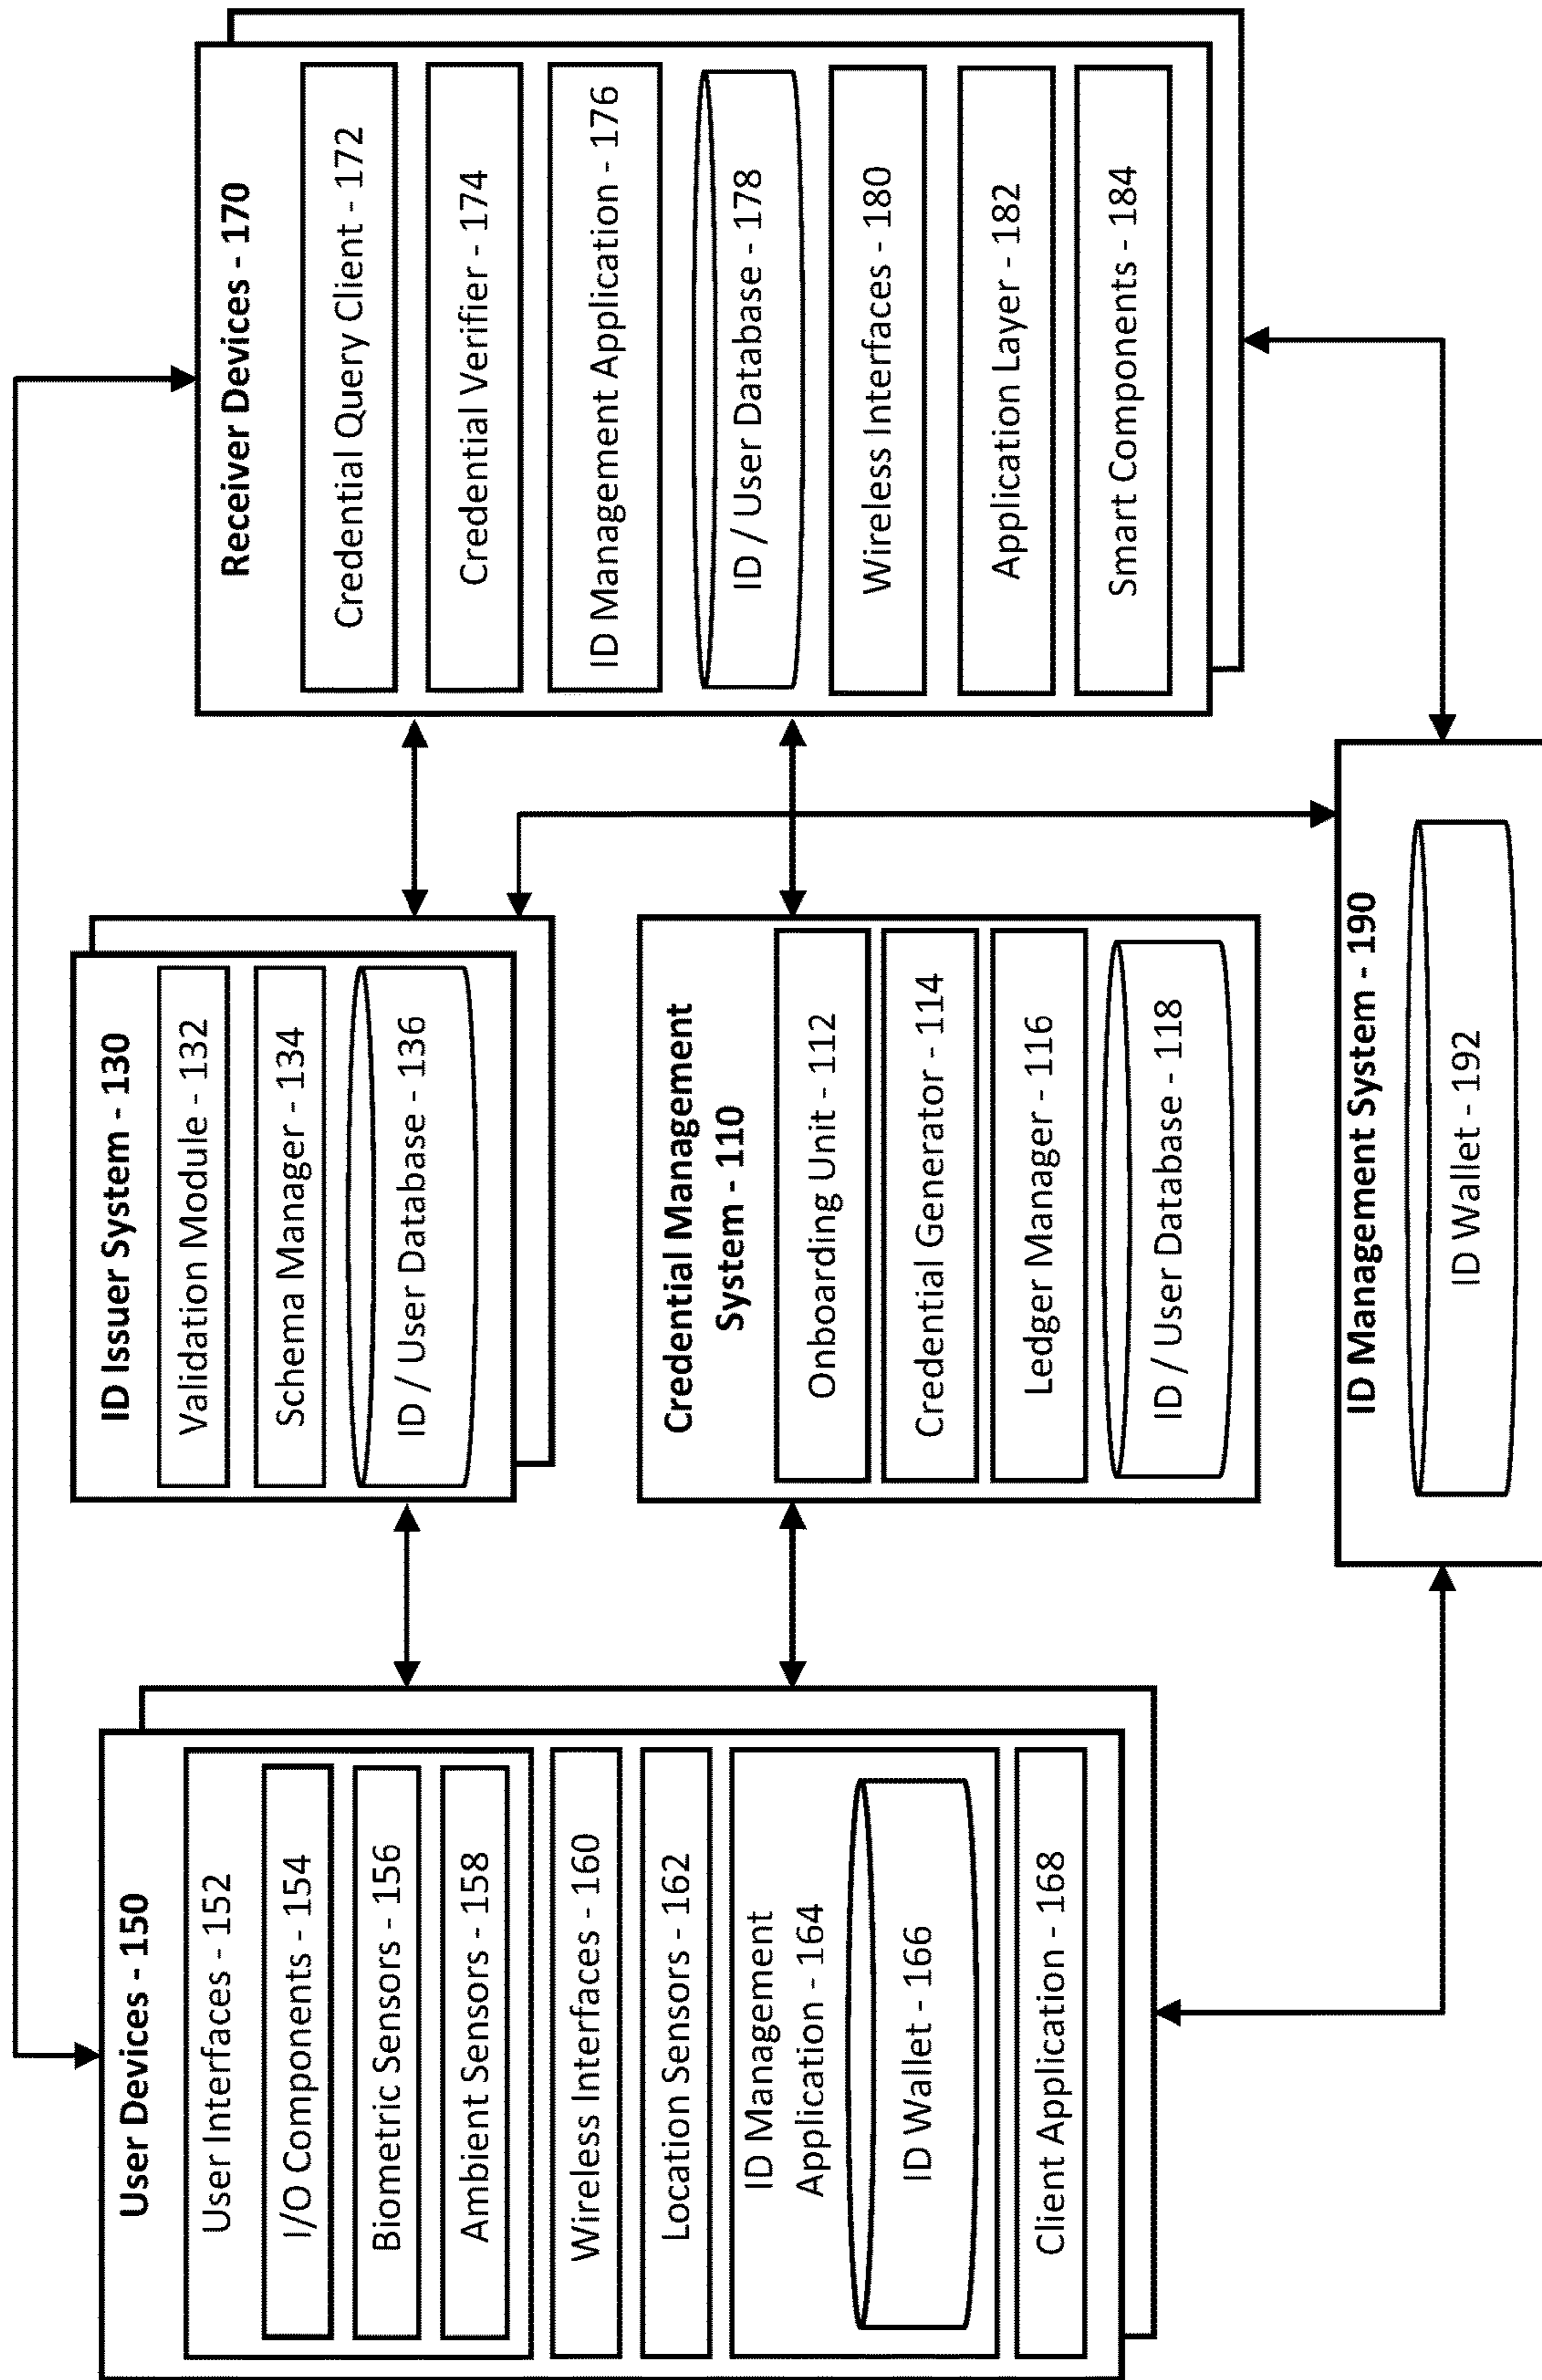 User Devices - 150
User Interfaces - 152
I/O Components - 154
Biometric Sensors - 156
Ambient Sensors - 158
Wireless Interfaces - 160
Location Sensors - 162
ID Management
Application - 164
ID Wallet - 166
Client Application - 168
ID Issuer System - 130
Validation Module - 132
Schema Manager - 134
ID / User Database - 136
Credential Management
System - 110
Onboarding Unit - 112
Credential Generator - 114
Ledger Manager - 116
ID / User Database - 118
ID Management System - 190
ID Wallet - 192
Receiver Devices - 170
Credential Query Client - 172
Credential Verifier - 174
ID Management Application - 176
ID / User Database - 178
Wireless Interfaces - 180
Application Layer - 182
Smart Components - 184